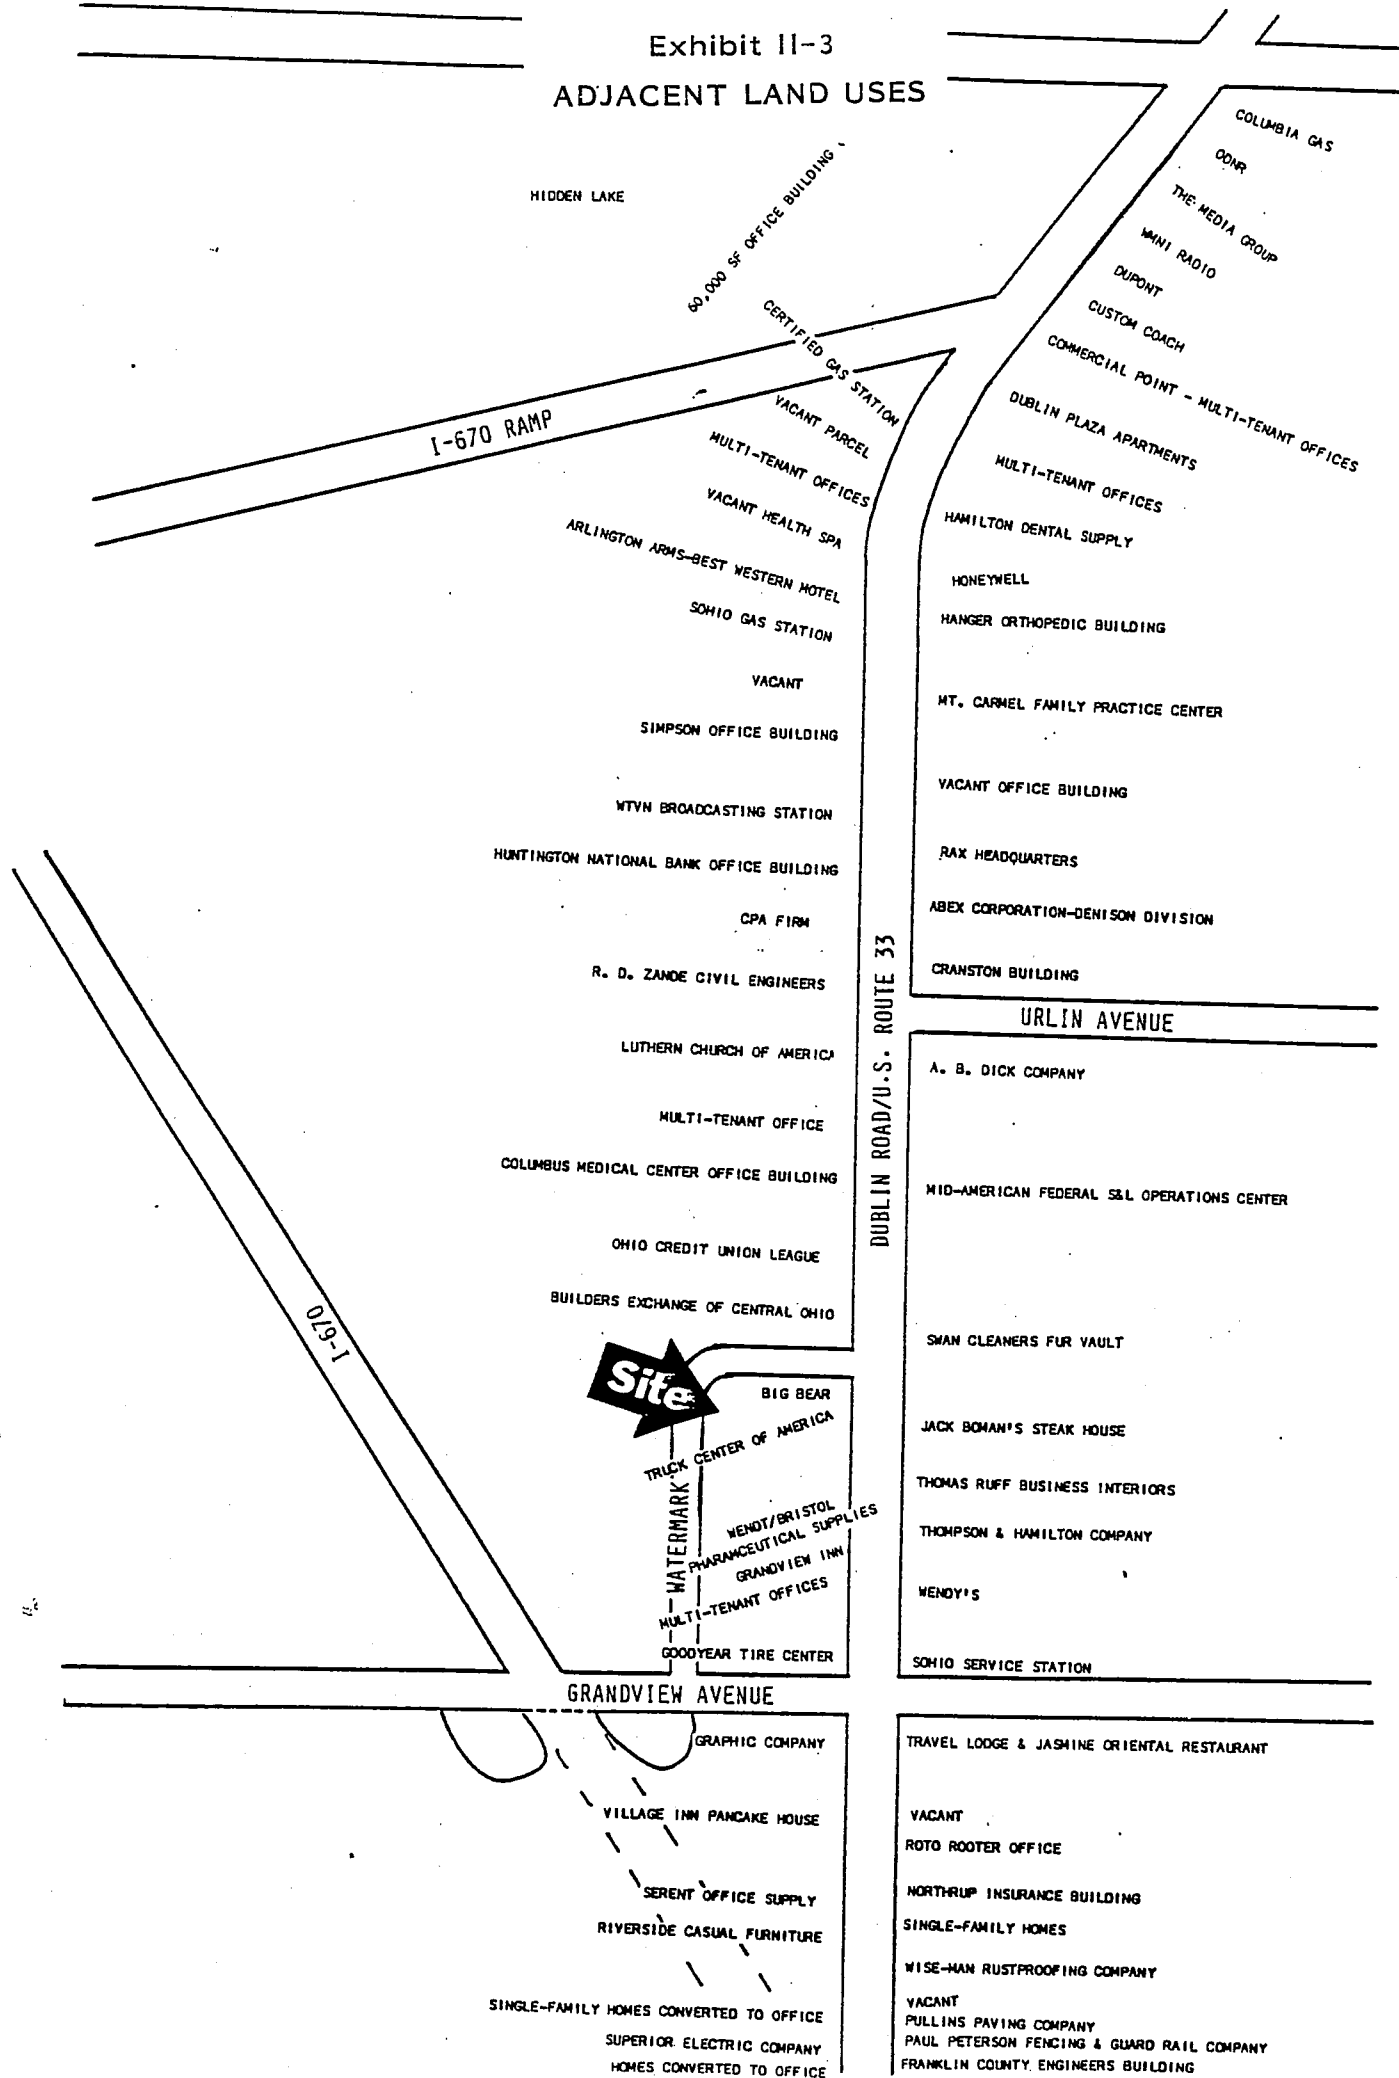 Exhibit II-3
ADJACENT LAND USES
COLUMBIA GAS
ODNR
HIDDEN LAKE
60,000 SF OFFICE BUILDING
THE MEDIA GROUP
WMNI RADIO
DUPONT
CUSTOM COACH
CERTIFIED GAS STATION
COMMERCIAL POINT - MULTI-TENANT OFFICES
I-670 RAMP
VACANT PARCEL
DUBLIN PLAZA APARTMENTS
MULTI-TENANT OFFICES
MULTI-TENANT OFFICES
VACANT HEALTH SPA
HAMILTON DENTAL SUPPLY
ARLINGTON ARMS-BEST WESTERN MOTEL
HONEYWELL
SOHIO GAS STATION
HANGER ORTHOPEDIC BUILDING
VACANT
MT. CARMEL FAMILY PRACTICE CENTER
SIMPSON OFFICE BUILDING
VACANT OFFICE BUILDING
WTVN BROADCASTING STATION
RAX HEADQUARTERS
HUNTINGTON NATIONAL BANK OFFICE BUILDING
ABEX CORPORATION-DENISON DIVISION
CPA FIRM
CRANSTON BUILDING
R. D. ZANDE CIVIL ENGINEERS
DUBLIN ROAD/U.S. ROUTE 33
URLIN AVENUE
LUTHERN CHURCH OF AMERICA
A. B. DICK COMPANY
MULTI-TENANT OFFICE
COLUMBUS MEDICAL CENTER OFFICE BUILDING
MID-AMERICAN FEDERAL S&L OPERATIONS CENTER
OHIO CREDIT UNION LEAGUE
BUILDERS EXCHANGE OF CENTRAL OHIO
I-670
SWAN CLEANERS FUR VAULT
Site
BIG BEAR
JACK BOMAN'S STEAK HOUSE
TRUCK CENTER OF AMERICA
THOMAS RUFF BUSINESS INTERIORS
WATERMARK
WENDT/BRISTOL
PHARAMCEUTICAL SUPPLIES
THOMPSON & HAMILTON COMPANY
GRANDVIEW INN
MULTI-TENANT OFFICES
WENDY'S
GOODYEAR TIRE CENTER
SOHIO SERVICE STATION
GRANDVIEW AVENUE
GRAPHIC COMPANY
TRAVEL LODGE & JASMINE ORIENTAL RESTAURANT
VILLAGE INN PANCAKE HOUSE
VACANT
ROTO ROOTER OFFICE
SERENT OFFICE SUPPLY
NORTHRUP INSURANCE BUILDING
RIVERSIDE CASUAL FURNITURE
SINGLE-FAMILY HOMES
WISE-MAN RUSTPROOFING COMPANY
SINGLE-FAMILY HOMES CONVERTED TO OFFICE
VACANT
PULLINS PAVING COMPANY
SUPERIOR ELECTRIC COMPANY
PAUL PETERSON FENCING & GUARD RAIL COMPANY
HOMES CONVERTED TO OFFICE
FRANKLIN COUNTY ENGINEERS BUILDING